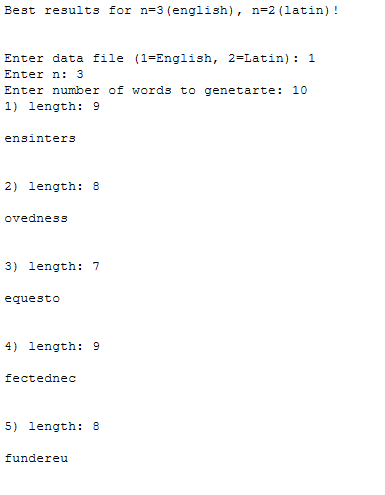 Best results for n=3(english), n=2(latin)!
Enter data file (1=English, 2=Latin): 1
Enter n: 3
Enter number of words to genetarte: 10
1) length: 9
ensinters
2) length: 8
ovedness
3) length: 7
equesto
4) length: 9
fectednec
5) length: 8
fundereu